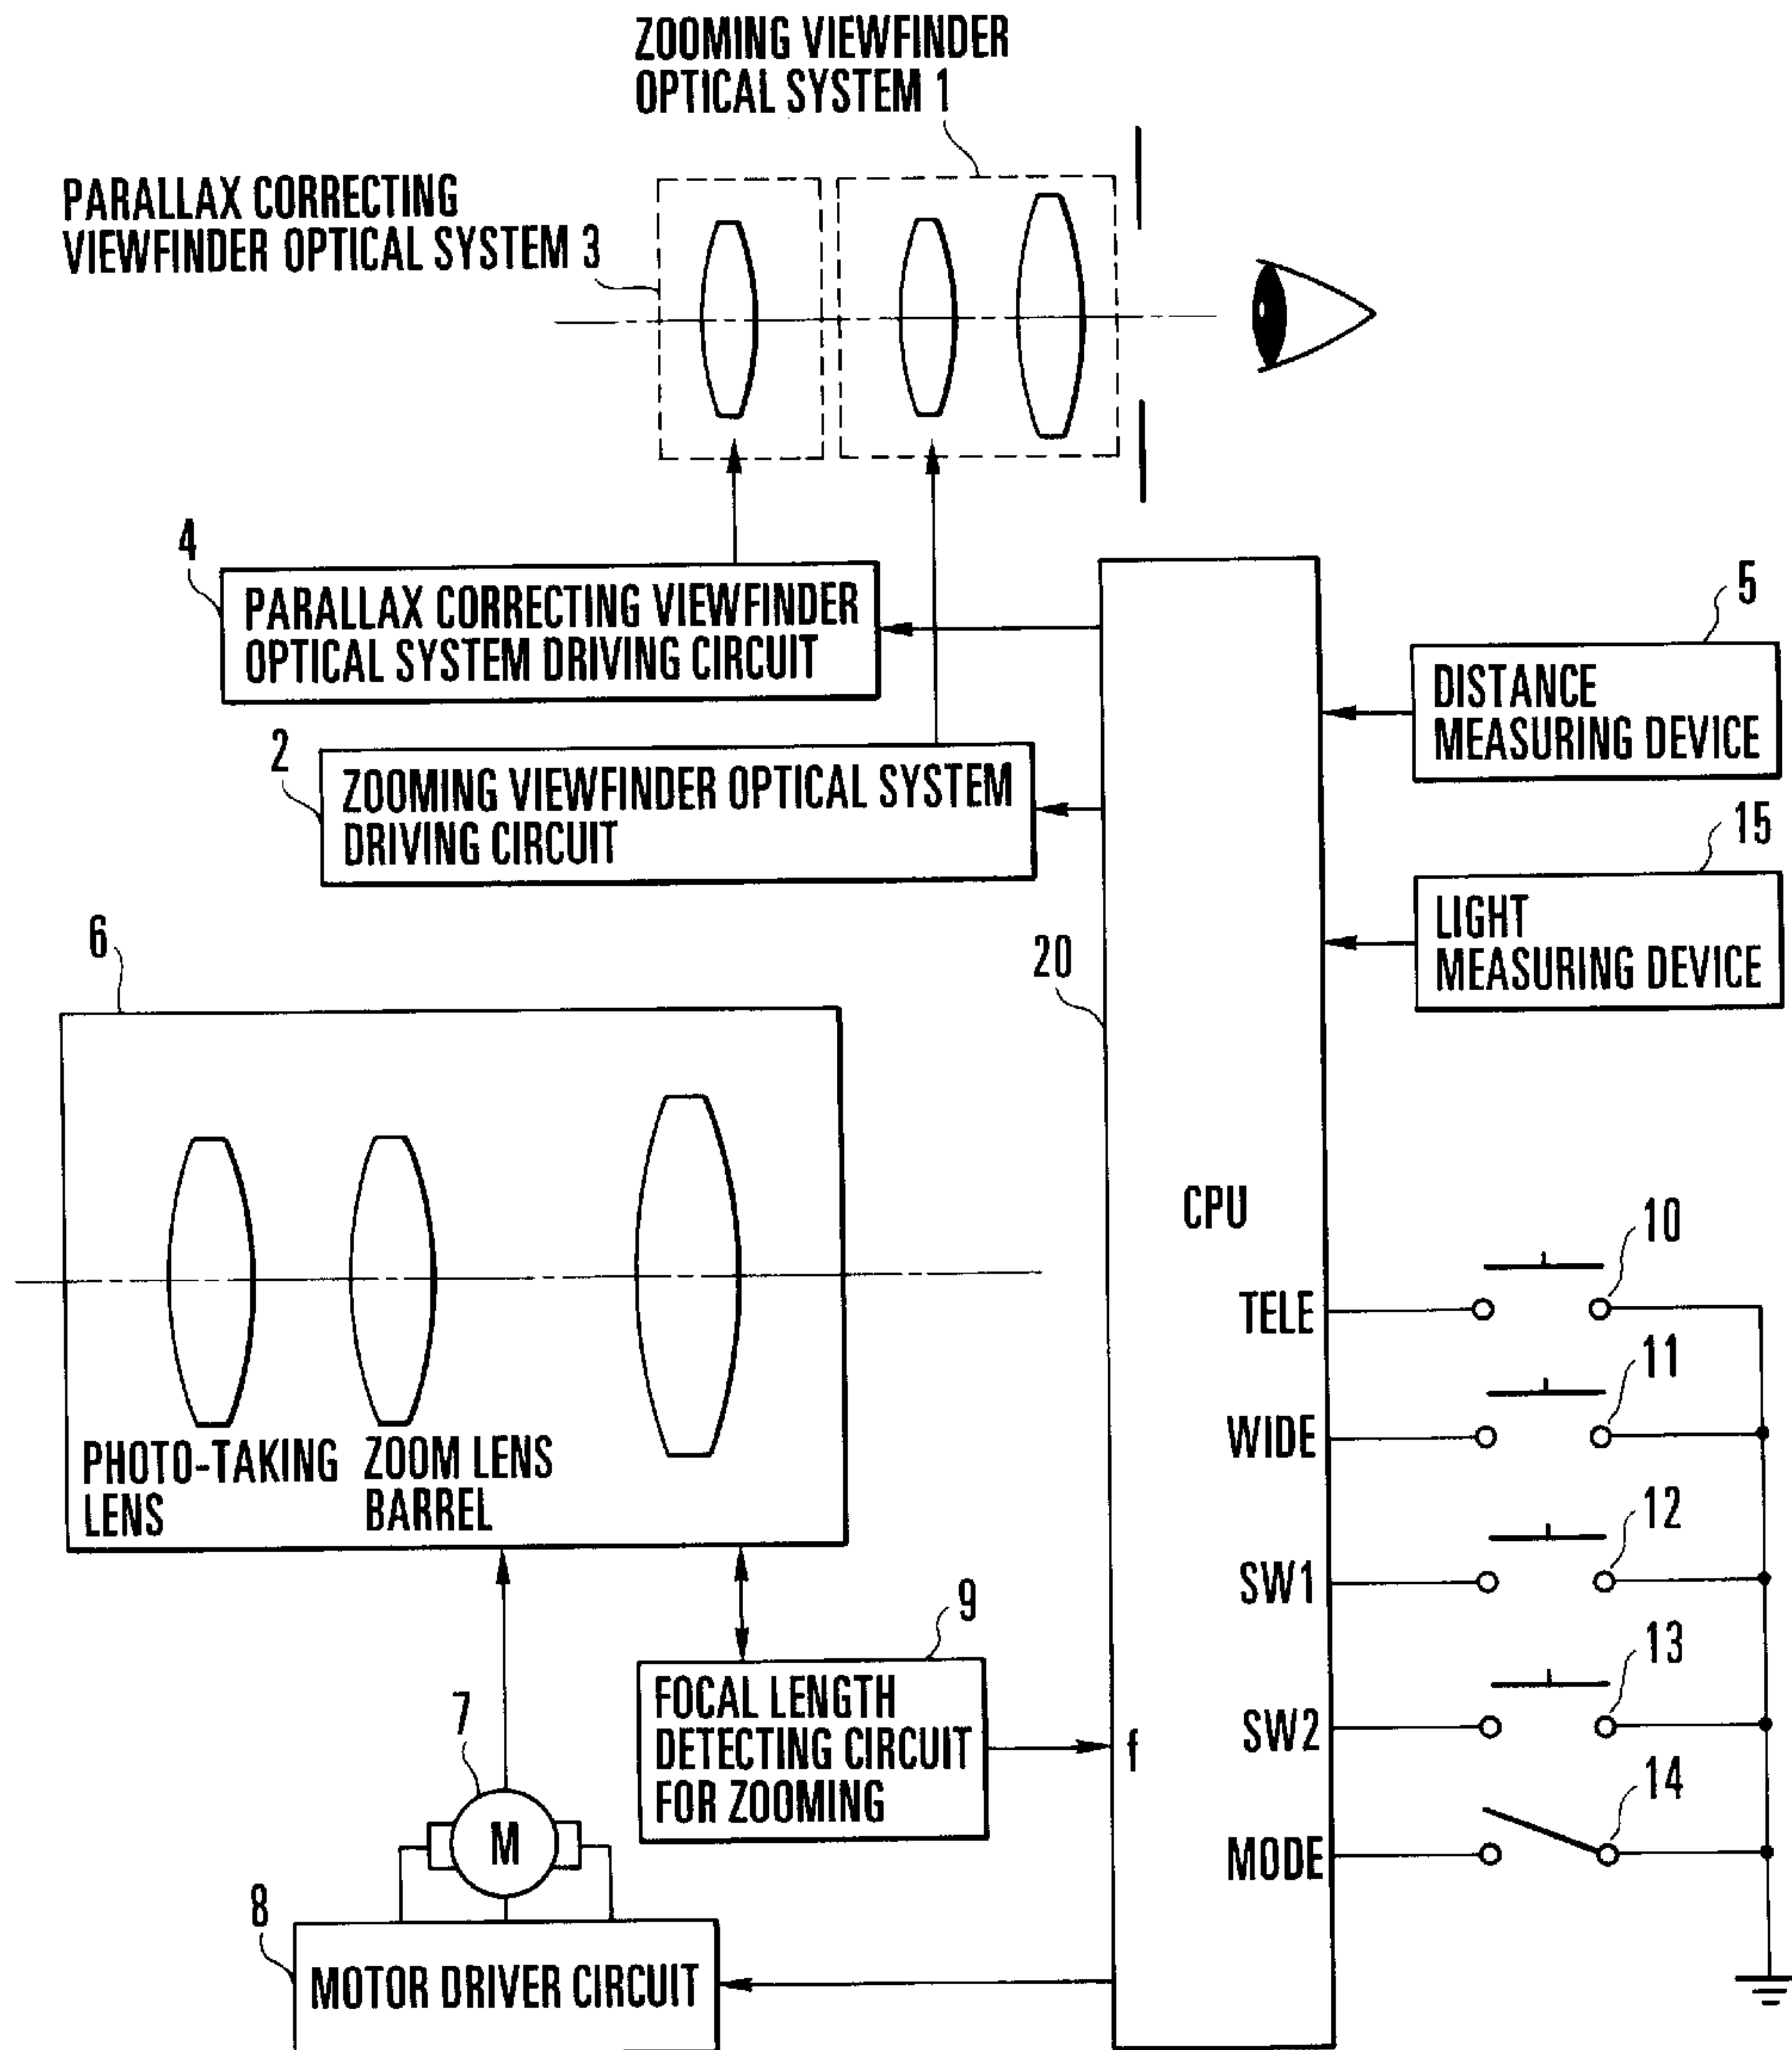 ZOOMING VIEWFINDER
OPTICAL SYSTEM 1
PARALLAX CORRECTING
VIEWFINDER OPTICAL SYSTEM 3
4
PARALLAX CORRECTING VIEWFINDER
OPTICAL SYSTEM DRIVING CIRCUIT
5
DISTANCE
MEASURING DEVICE
2
ZOOMING VIEWFINDER OPTICAL SYSTEM
DRIVING CIRCUIT
15
LIGHT
MEASURING DEVICE
6
20
CPU
PHOTO-TAKING
LENS
ZOOM LENS
BARREL
TELE
10
WIDE
11
SW1
12
SW2
13
MODE
14
9
FOCAL LENGTH
DETECTING CIRCUIT
FOR ZOOMING
f
7
M
8
MOTOR DRIVER CIRCUIT